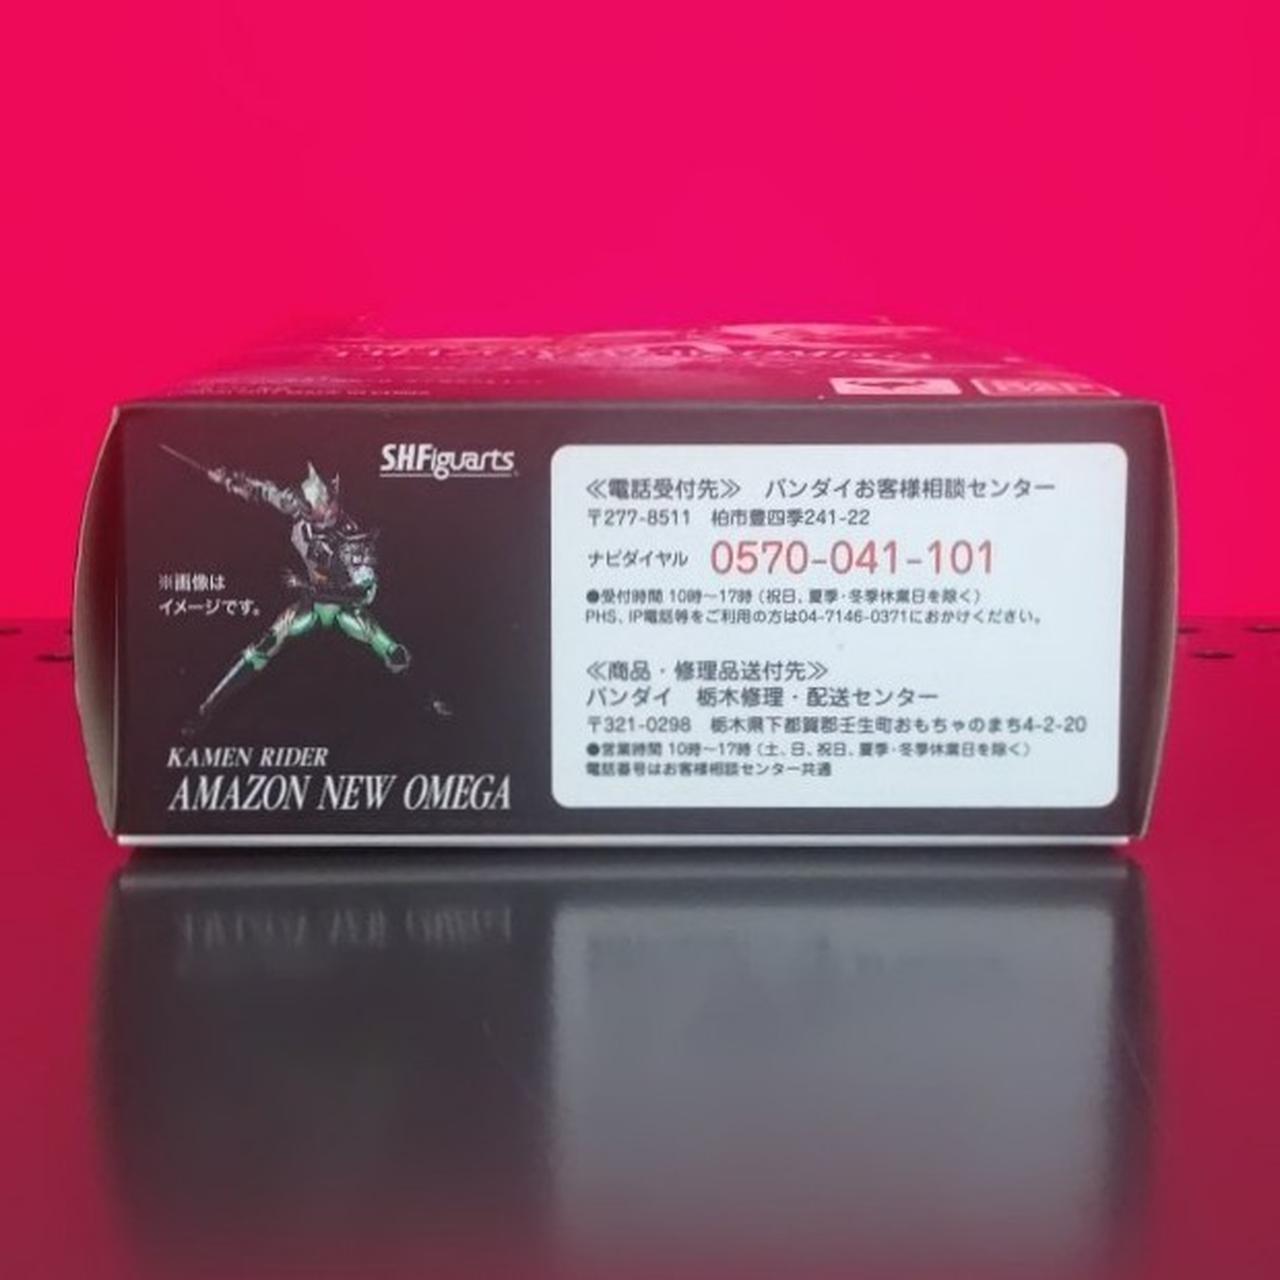 S.H.Figuarts
※画像は
イメージです。
KAMEN RIDER
AMAZON NEW OMEGA
≪電話受付先≫ バンダイお客様相談センター
〒277-8511 柏市豊四季241-22
ナビダイヤル 0570-041-101
●受付時間 10時〜17時（祝日、夏季・冬季休業日を除く）
PHS、IP電話等をご利用の方は04-7146-0371におかけください。
≪商品・修理品送付先≫
バンダイ 栃木修理・配送センター
〒321-0298 栃木県下都賀郡壬生町おもちゃのまち4-2-20
●営業時間 10時〜17時（土、日、祝日、夏季・冬季休業日を除く）
電話番号はお客様相談センター共通